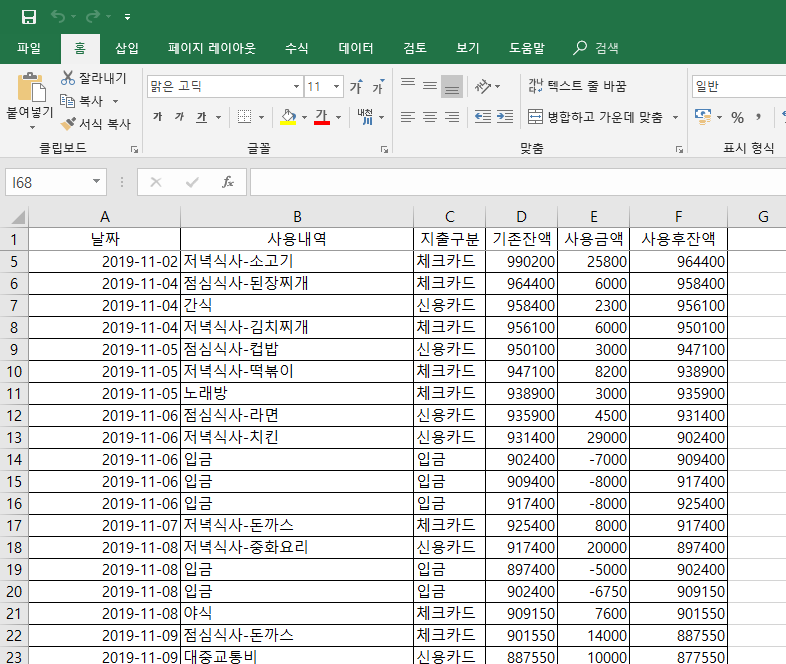 파일 홈 삽입 페이지 레이아웃 수식 데이터 검토 보기 도움말 검색
붙여넣기 잘라내기 복사 서식 복사 클립보드
맑은 고딕 11 가 가
가 가 가 가 내천 글꼴
텍스트 줄 바꿈
병합하고 가운데 맞춤
맞춤
일반
%
표시 형식
I68 fx
A B C D E F G
1 날짜 사용내역 지출구분 기존잔액 사용금액 사용후잔액
5 2019-11-02 저녁식사-소고기 체크카드 990200 25800 964400
6 2019-11-04 점심식사-된장찌개 체크카드 964400 6000 958400
7 2019-11-04 간식 신용카드 958400 2300 956100
8 2019-11-04 저녁식사-김치찌개 체크카드 956100 6000 950100
9 2019-11-05 점심식사-컵밥 신용카드 950100 3000 947100
10 2019-11-05 저녁식사-떡볶이 체크카드 947100 8200 938900
11 2019-11-05 노래방 체크카드 938900 3000 935900
12 2019-11-06 점심식사-라면 신용카드 935900 4500 931400
13 2019-11-06 저녁식사-치킨 신용카드 931400 29000 902400
14 2019-11-06 입금 입금 902400 -7000 909400
15 2019-11-06 입금 입금 909400 -8000 917400
16 2019-11-06 입금 입금 917400 -8000 925400
17 2019-11-07 저녁식사-돈까스 체크카드 925400 8000 917400
18 2019-11-08 저녁식사-중화요리 신용카드 917400 20000 897400
19 2019-11-08 입금 입금 897400 -5000 902400
20 2019-11-08 입금 입금 902400 -6750 909150
21 2019-11-08 야식 체크카드 909150 7600 901550
22 2019-11-09 점심식사-돈까스 체크카드 901550 14000 887550
23 2019-11-09 대중교통비 신용카드 887550 10000 877550